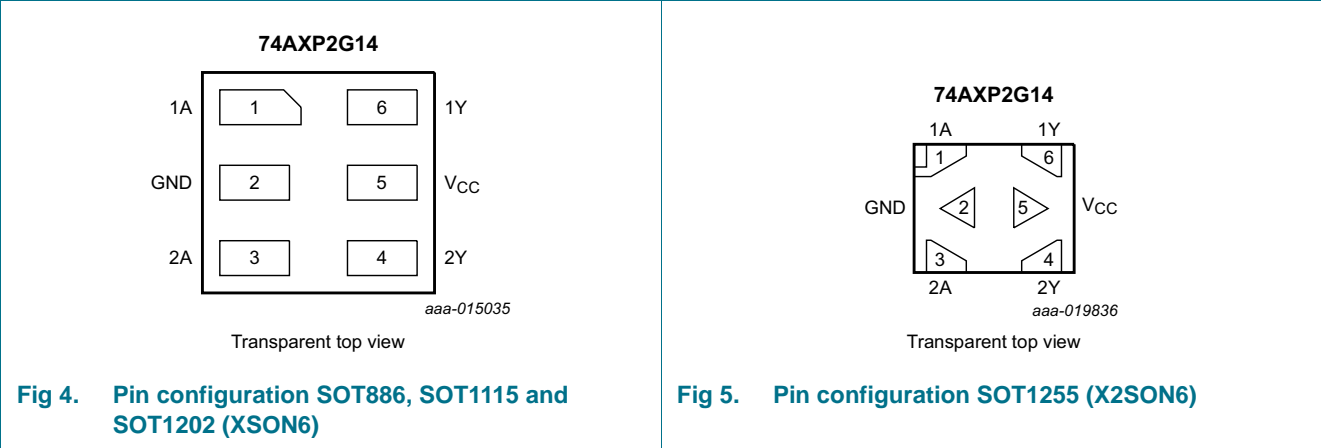 74AXP2G14
1A 1 6 1Y
GND 2 5 VCC
2A 3 4 2Y
aaa-015035
Transparent top view
Fig 4. Pin configuration SOT886, SOT1115 and
SOT1202 (XSON6)
74AXP2G14
1A 1Y
1 6
GND 2 5 VCC
3 4
2A 2Y
aaa-019836
Transparent top view
Fig 5. Pin configuration SOT1255 (X2SON6)